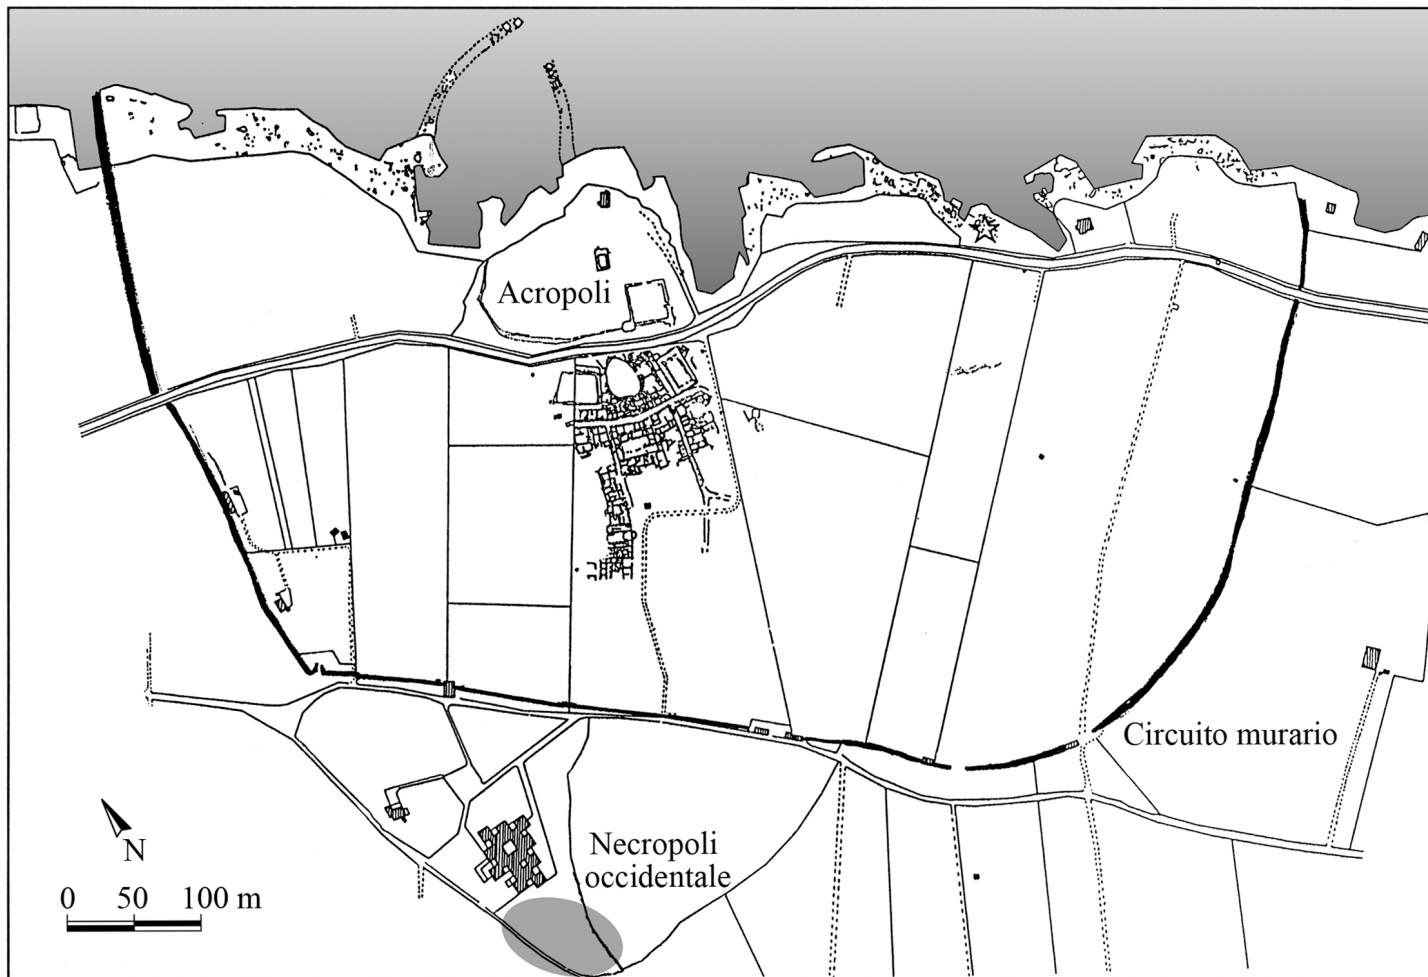 Acropoli
Circuito murario
Necropoli
occidentale
N
0 50 100 m